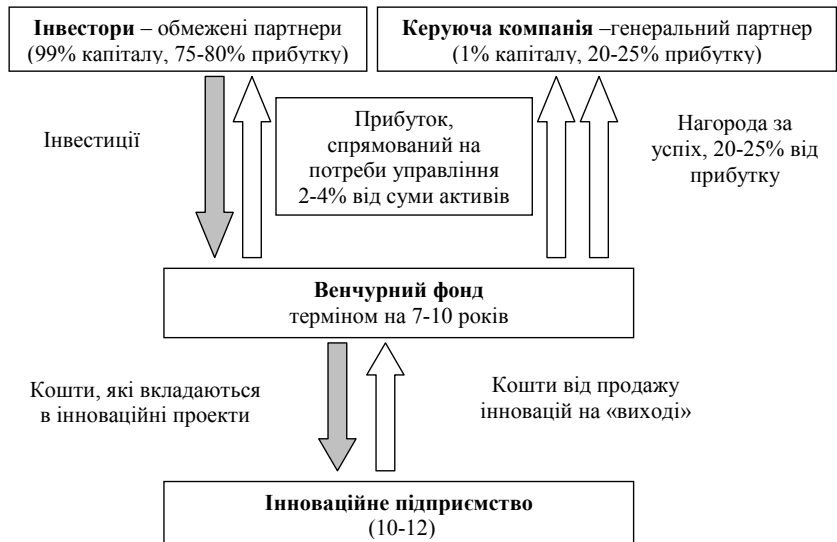 Інвестори – обмежені партнери
(99% капіталу, 75-80% прибутку)
Керуюча компанія –генеральний партнер
(1% капіталу, 20-25% прибутку)
Інвестиції
Прибуток,
спрямований на
потреби управління
2-4% від суми активів
Нагорода за
успіх, 20-25% від
прибутку
Венчурний фонд
терміном на 7-10 років
Кошти, які вкладаються
в інноваційні проекти
Кошти від продажу
інновацій на «виході»
Інноваційне підприємство
(10-12)